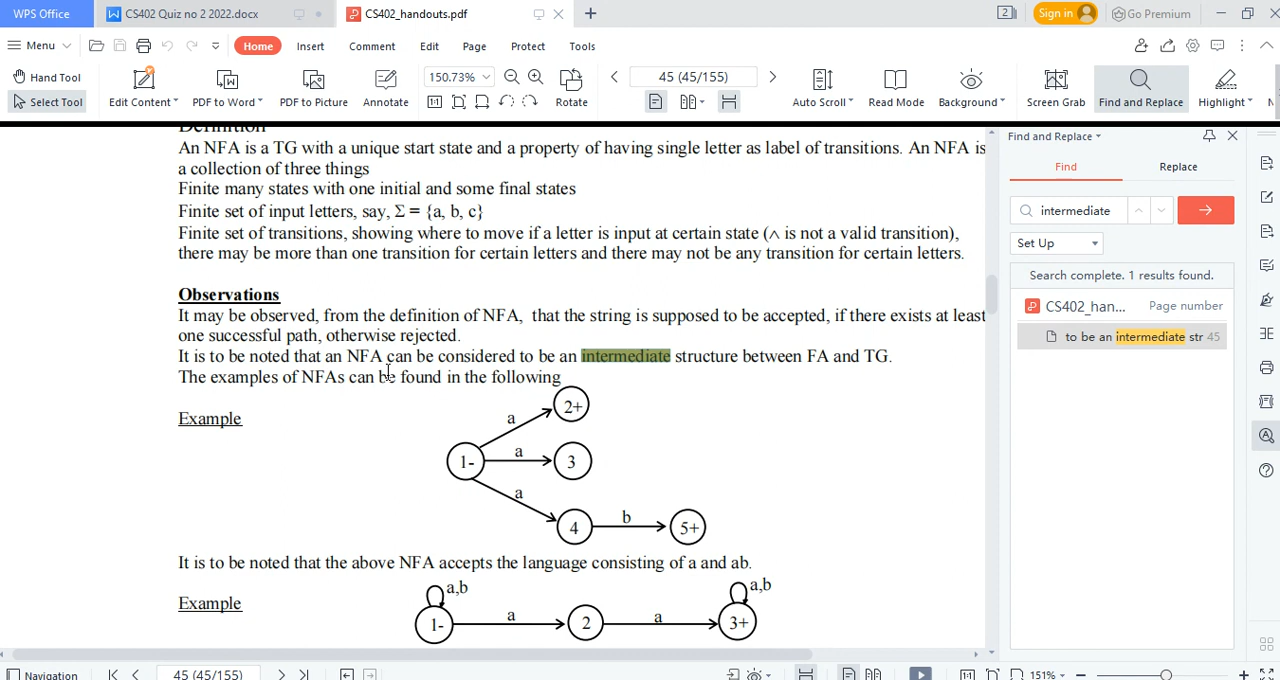 WPS Office CS402 Quiz no 2 2022.docx CS402_handouts.pdf + 2 Sign in Go Premium
Menu Home Insert Comment Edit Page Protect Tools
Hand Tool 150.73% 45 (45/155)
Select Tool Edit Content PDF to Word PDF to Picture Annotate Rotate Auto Scroll Read Mode Background Screen Grab Find and Replace Highlight
Definition
An NFA is a TG with a unique start state and a property of having single letter as label of transitions. An NFA is
a collection of three things
Finite many states with one initial and some final states
Finite set of input letters, say, Σ = {a, b, c}
Finite set of transitions, showing where to move if a letter is input at certain state (^ is not a valid transition),
there may be more than one transition for certain letters and there may not be any transition for certain letters.
Observations
It may be observed, from the definition of NFA, that the string is supposed to be accepted, if there exists at least
one successful path, otherwise rejected.
It is to be noted that an NFA can be considered to be an intermediate structure between FA and TG.
The examples of NFAs can be found in the following
Example
a 2+
1- a 3
a 4 b 5+
It is to be noted that the above NFA accepts the language consisting of a and ab.
Example
a,b a,b
1- a 2 a 3+
Find and Replace
Find Replace
intermediate
Set Up
Search complete. 1 results found.
CS402_han... Page number
to be an intermediate str 45
Navigation 45 (45/155) 151%